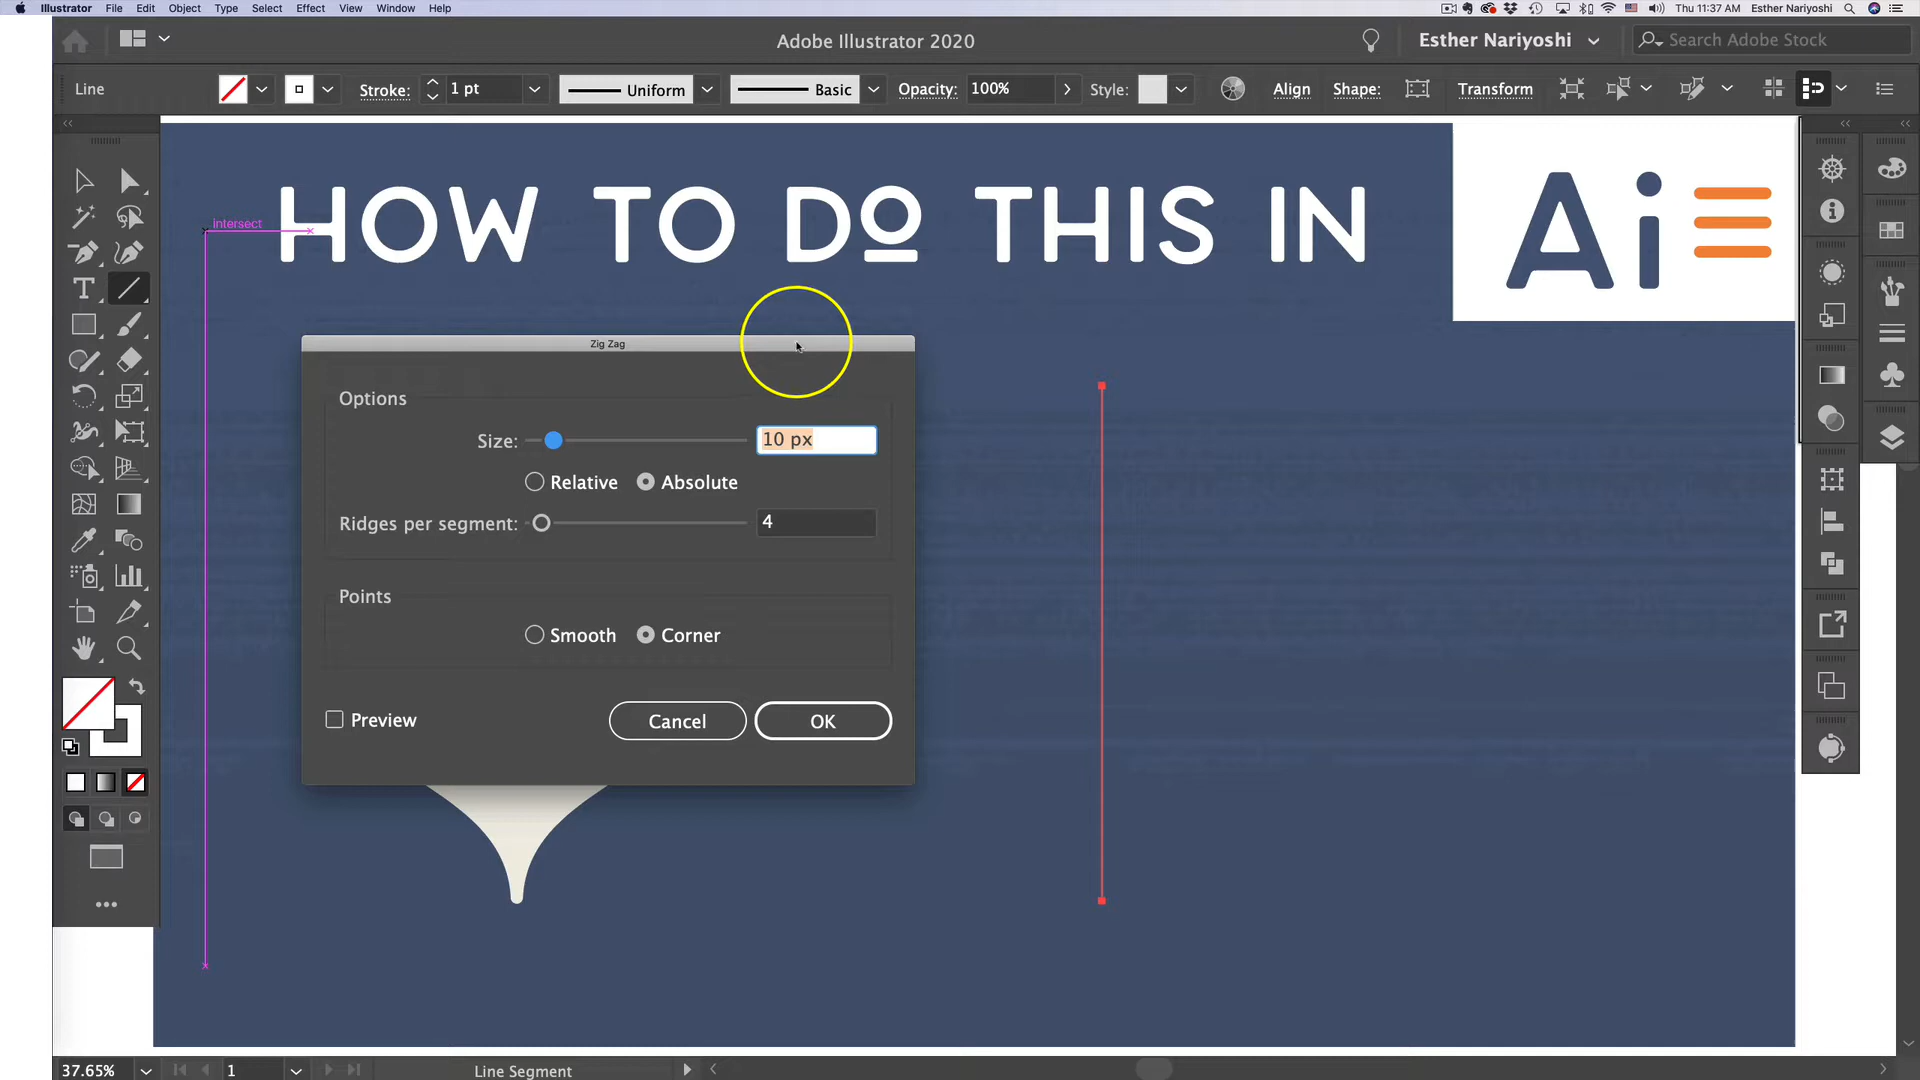 Illustrator File Edit Object Type Select Effect View Window Help Thu 11:37 AM Esther Nariyoshi
Adobe Illustrator 2020 Esther Nariyoshi Search Adobe Stock
Line Stroke: 1 pt Uniform Basic Opacity: 100% Style: Align Shape: Transform
HOW TO DO THIS IN Ai
intersect
Zig Zag
Options
Size: 10 px
Relative Absolute
Ridges per segment: 4
Points
Smooth Corner
Preview Cancel OK
37.65% 1 Line Segment